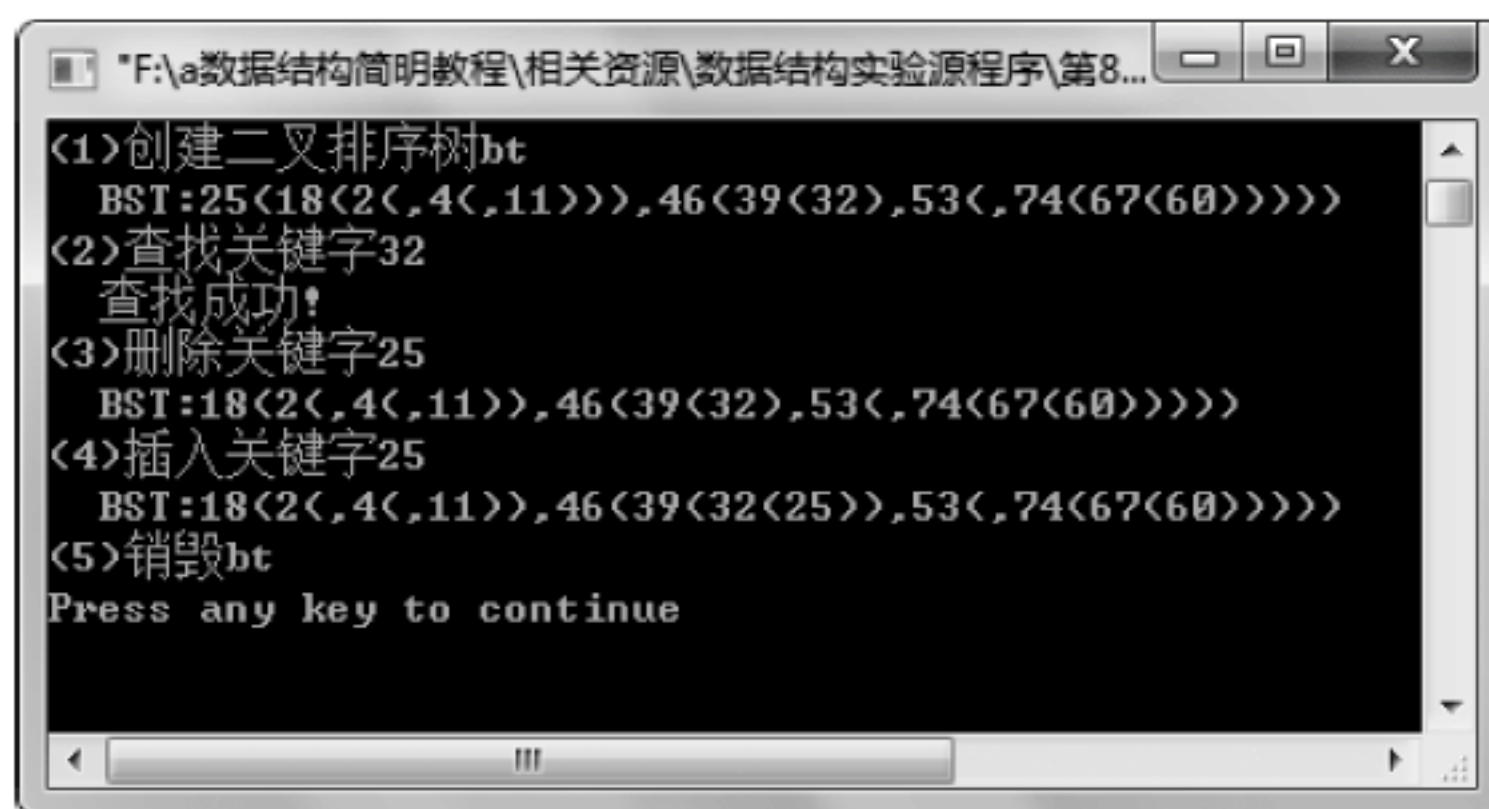 "F:\a数据结构简明教程\相关资源\数据结构实验源程序\第8...
(1)创建二叉排序树bt
  BST:25(18(2(,4(,11))),46(39(32),53(,74(67(60)))))
(2)查找关键字32
  查找成功!
(3)删除关键字25
  BST:18(2(,4(,11)),46(39(32),53(,74(67(60)))))
(4)插入关键字25
  BST:18(2(,4(,11)),46(39(32(25)),53(,74(67(60)))))
(5)销毁bt
Press any key to continue